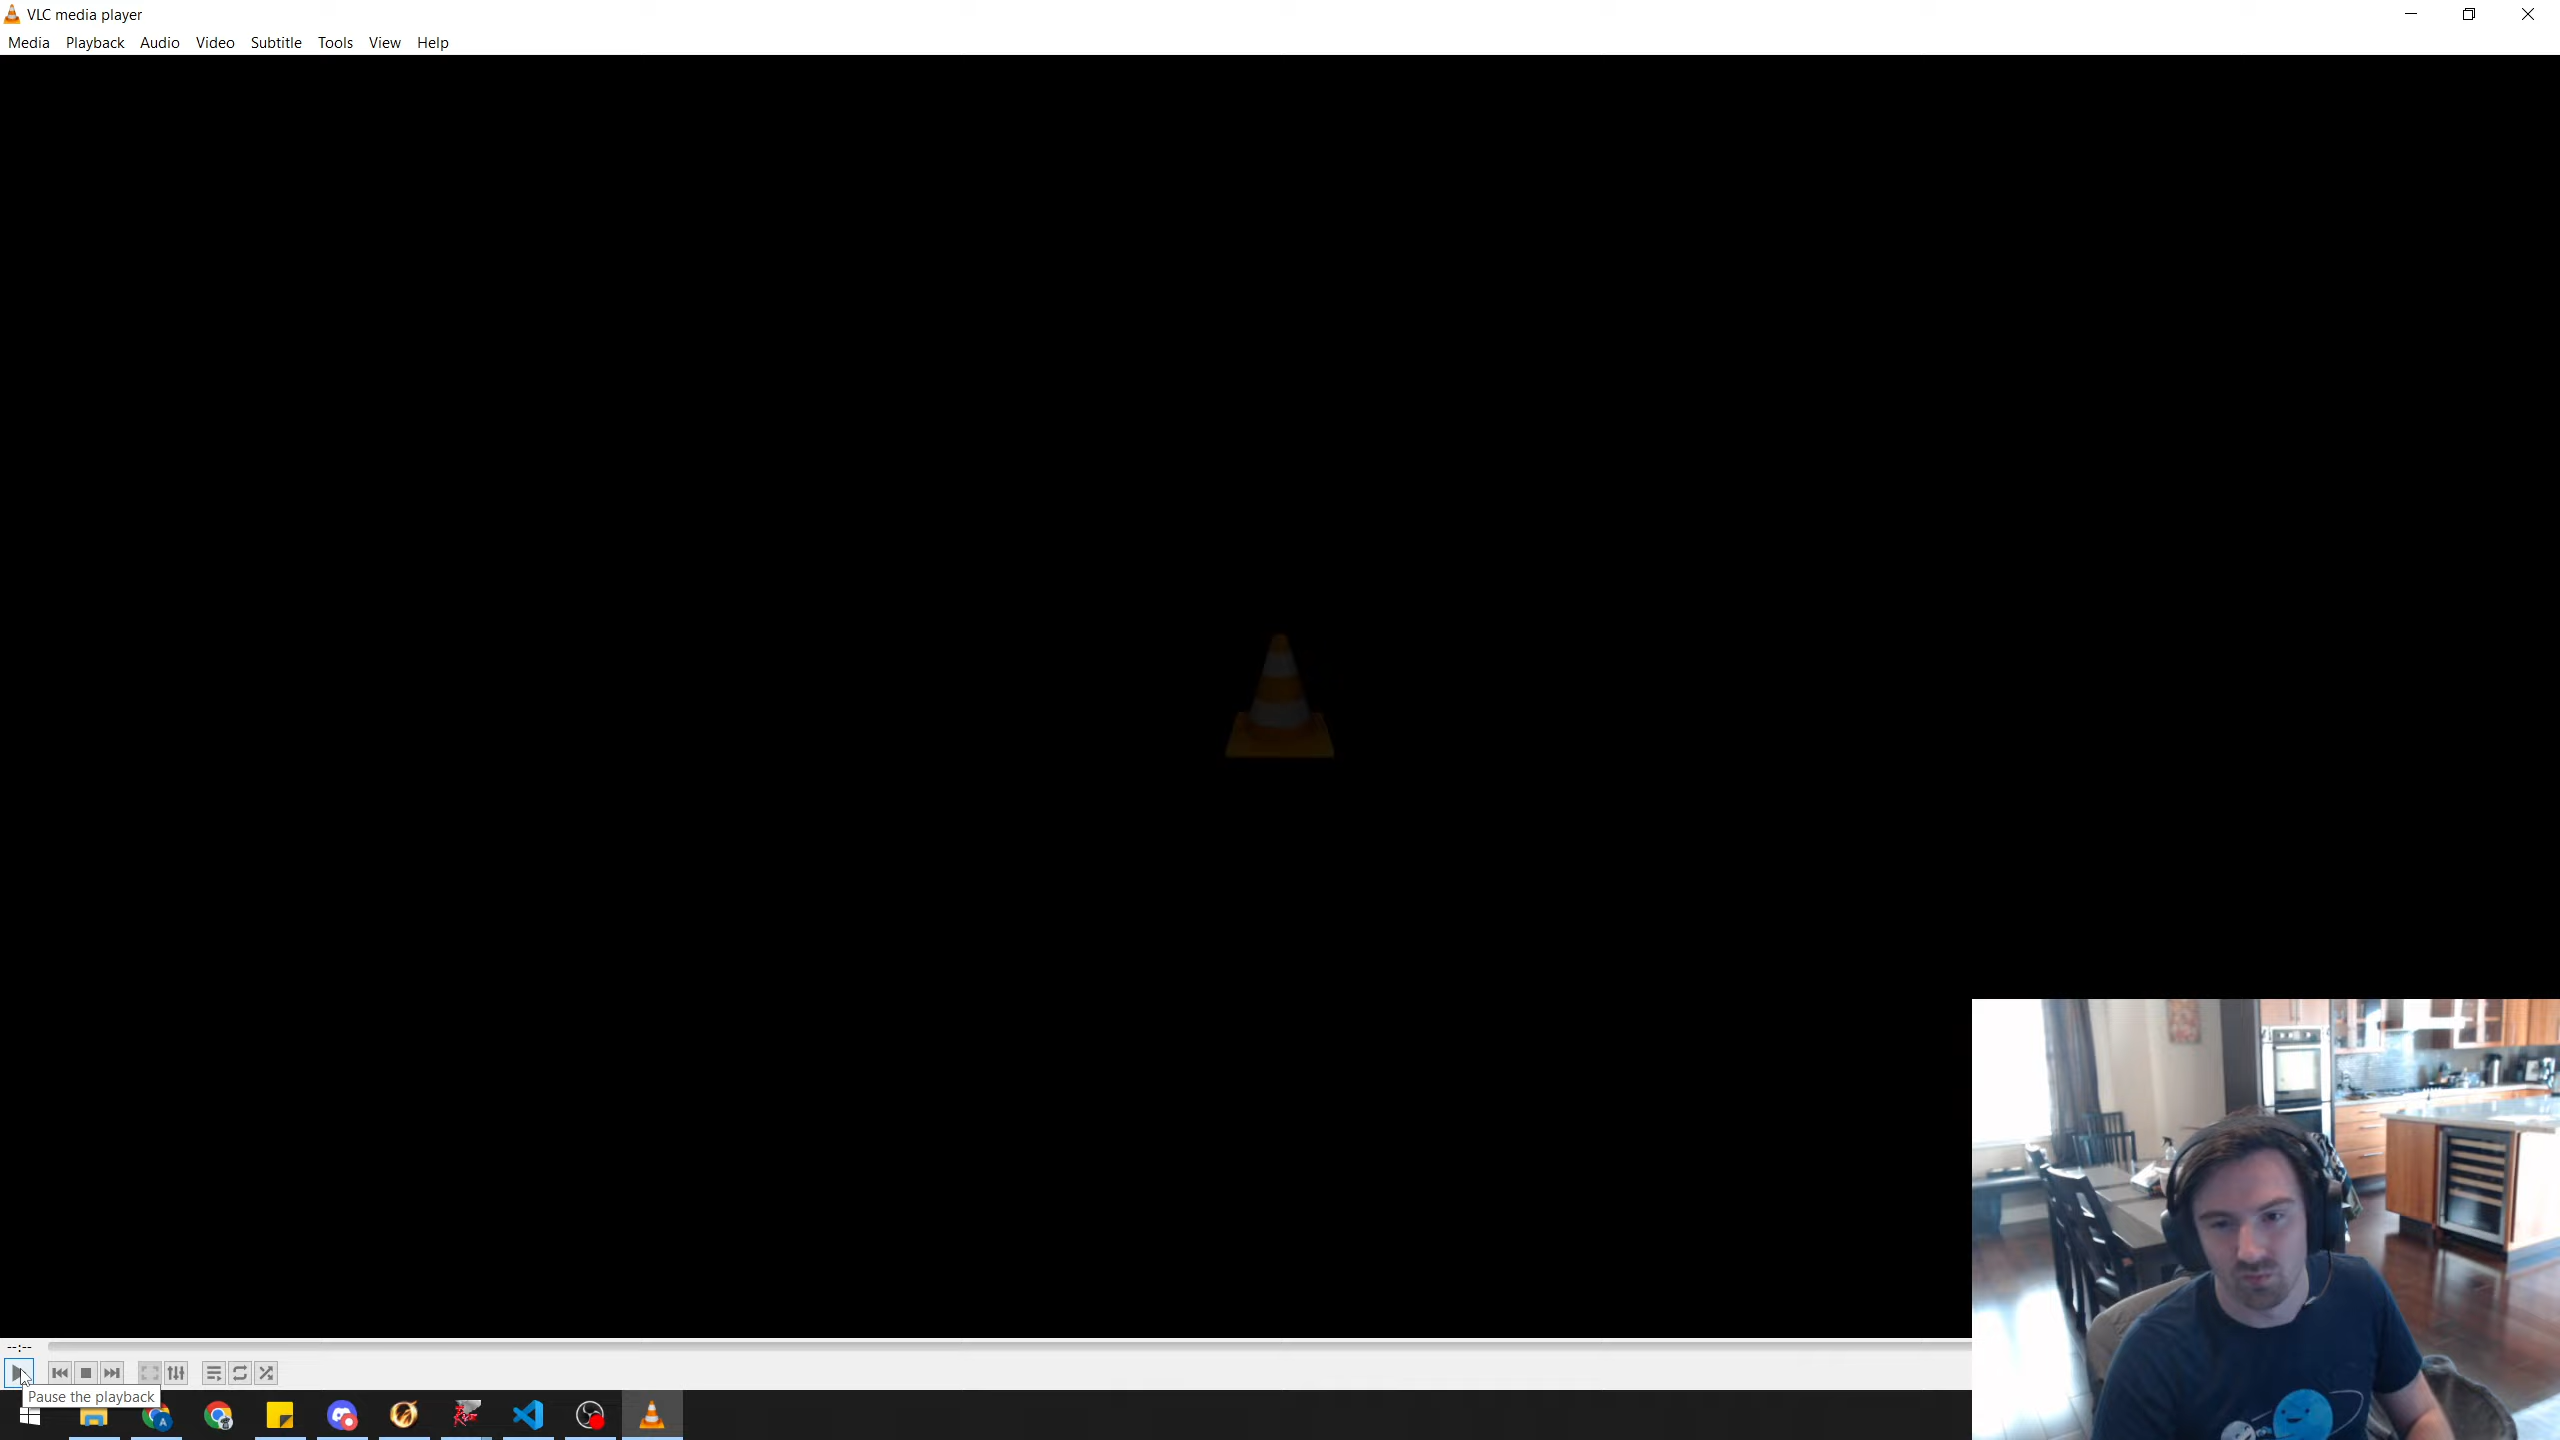 VLC media player
Media Playback Audio Video Subtitle Tools View Help
--:--
Pause the playback